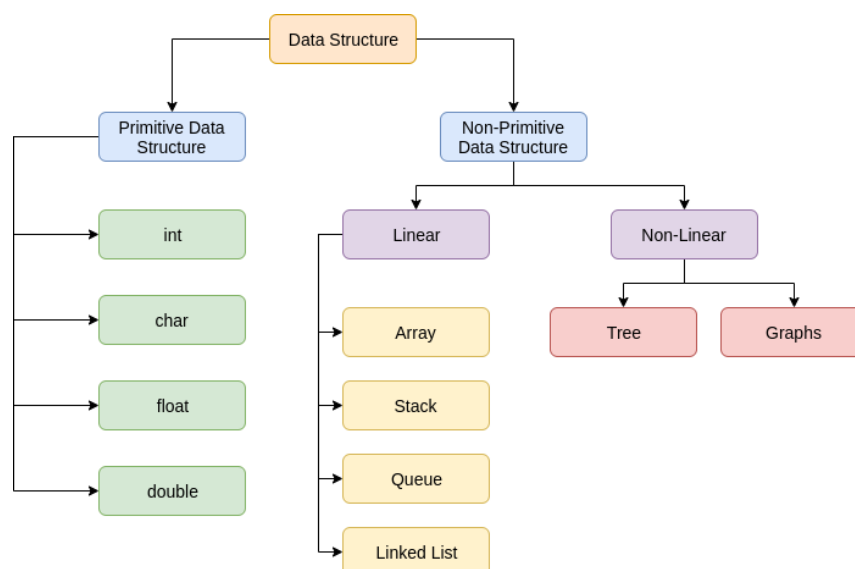 Data Structure
Primitive Data
Structure
Non-Primitive
Data Structure
int
char
float
double
Linear
Non-Linear
Array
Stack
Queue
Linked List
Tree
Graphs